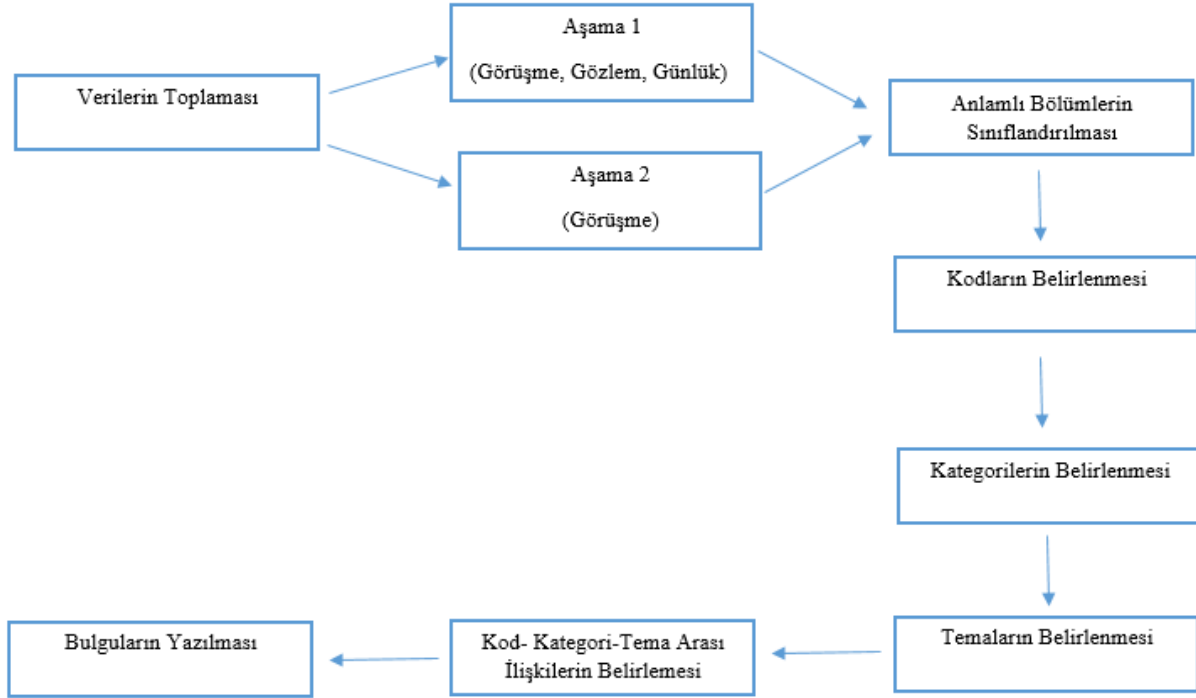 Verilerin Toplaması
Aşama 1
(Görüşme, Gözlem, Günlük)
Aşama 2
(Görüşme)
Anlamlı Bölümlerin
Sınıflandırılması
Kodların Belirlenmesi
Kategorilerin Belirlenmesi
Temaların Belirlenmesi
Kod- Kategori-Tema Arası
İlişkilerin Belirlemesi
Bulguların Yazılması